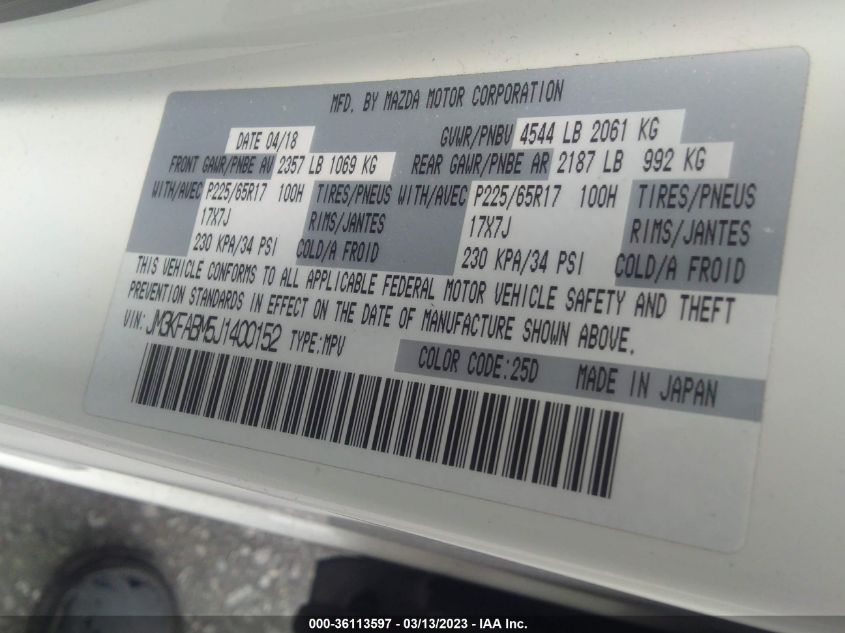 MFD. BY MAZDA MOTOR CORPORATION
DATE 04/18 GVWR/PNBV 4544 LB 2061 KG
FRONT GAWR/PNBE AV 2357 LB 1069 KG REAR GAWR/PNBE AR 2187 LB 992 KG
WITH/AVEC P225/65R17 100H TIRES/PNEUS WITH/AVEC P225/65R17 100H TIRES/PNEUS
17X7J RIMS/JANTES 17X7J RIMS/JANTES
230 KPA/34 PSI COLD/A FROID 230 KPA/34 PSI COLD/A FROID
THIS VEHICLE CONFORMS TO ALL APPLICABLE FEDERAL MOTOR VEHICLE SAFETY AND THEFT
PREVENTION STANDARDS IN EFFECT ON THE DATE OF MANUFACTURE SHOWN ABOVE.
VIN: JM3KFABM5J1400152 TYPE:MPV
COLOR CODE:25D MADE IN JAPAN
000-36113597 — 03/13/2023 — IAA Inc.